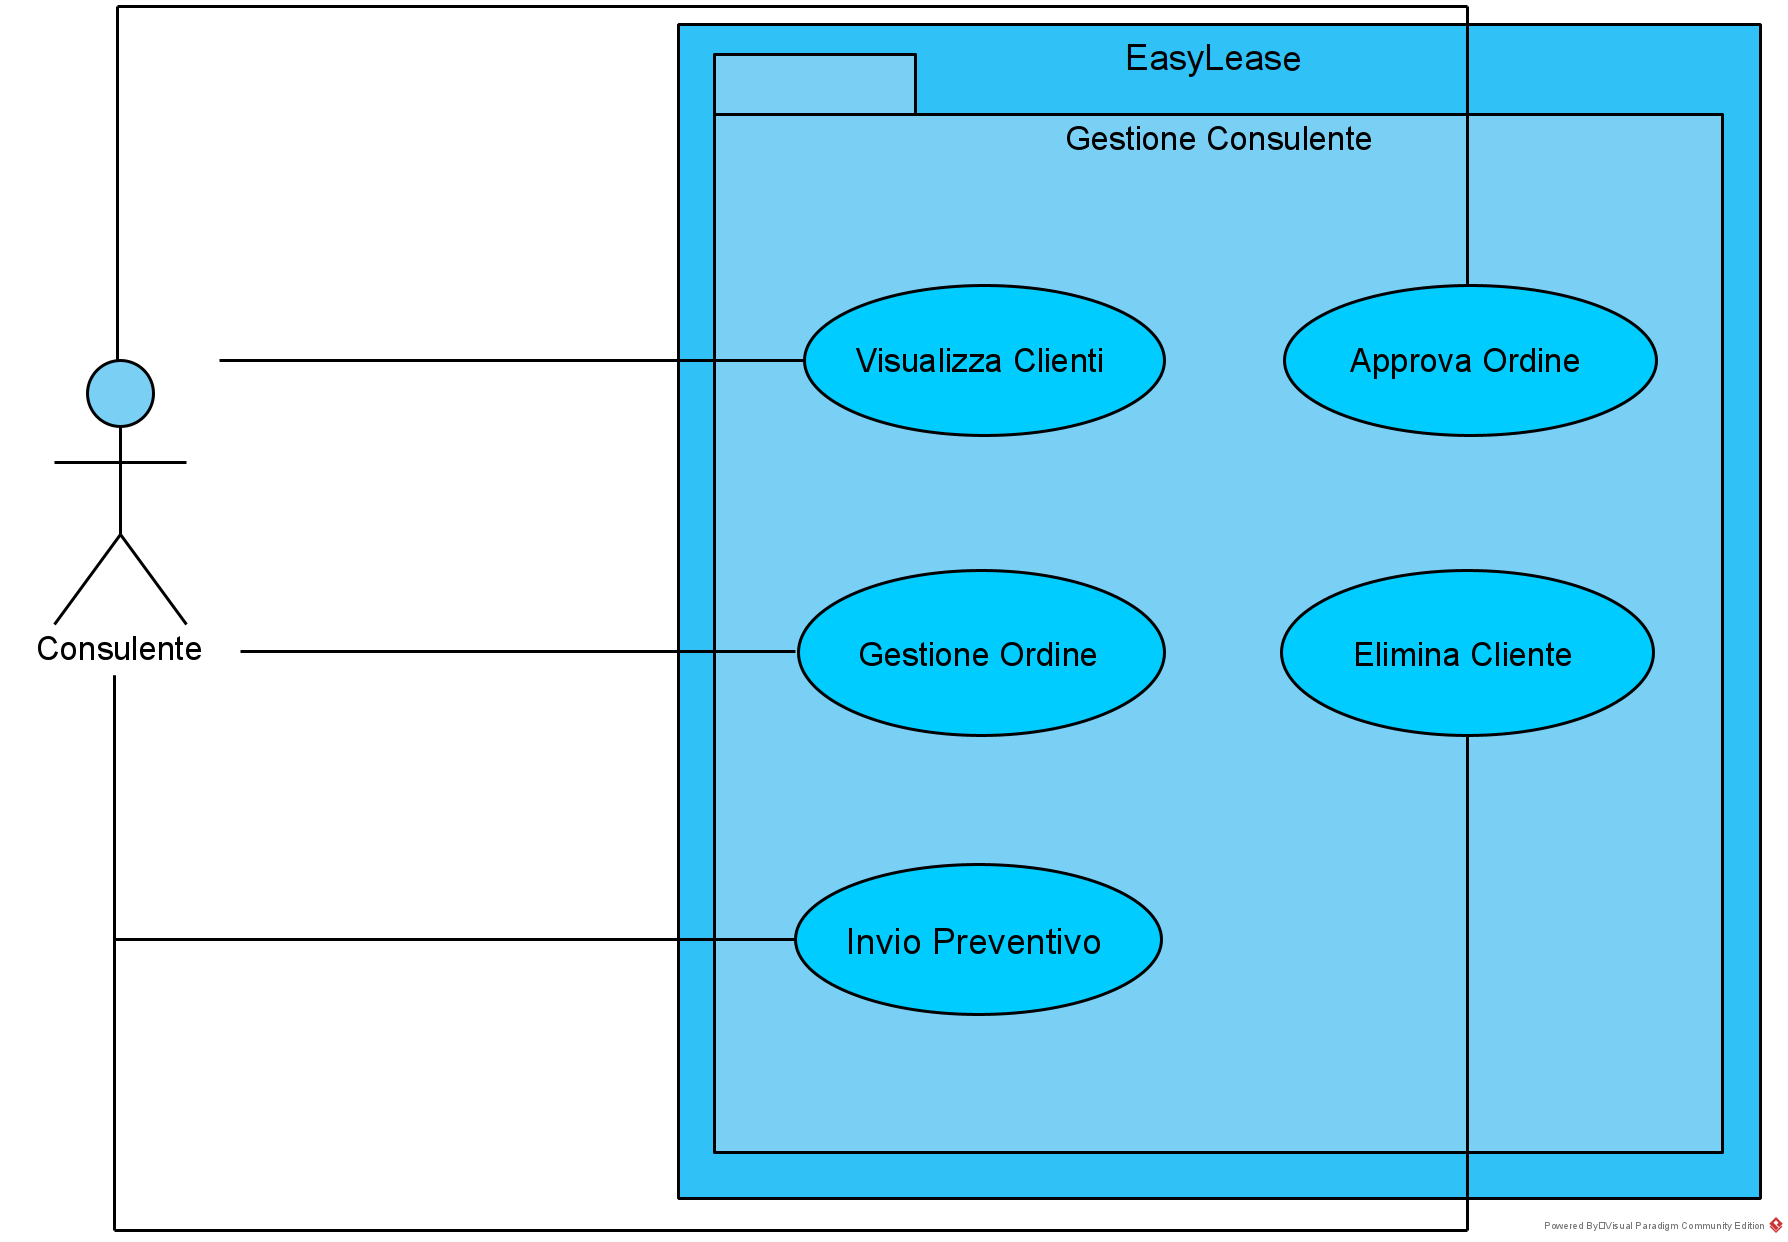 EasyLease
Gestione Consulente
Visualizza Clienti
Approva Ordine
Consulente
Gestione Ordine
Elimina Cliente
Invio Preventivo
Powered By□Visual Paradigm Community Edition